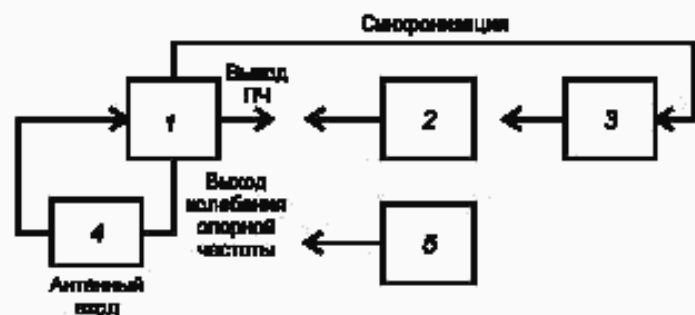 Синхронизация
Выход
ПЧ
1
2
3
Выход
колебания
опорной
частоты
4
5
Антенный
вход